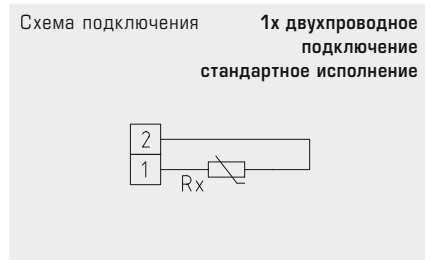 Схема подключения 1x двухпроводное
подключение
стандартное исполнение
2
1
Rx